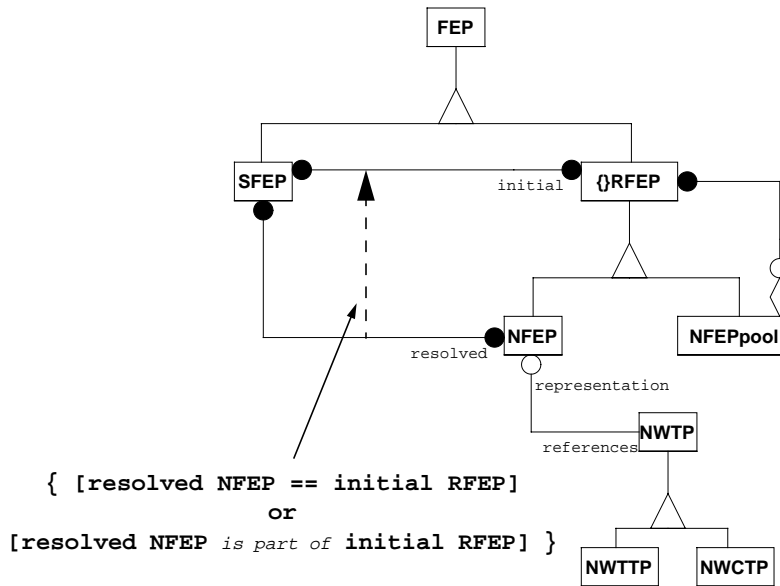 FEP
SFEP
initial
{}RFEP
resolved
NFEP
NFEPpool
representation
references
NWTP
{ [resolved NFEP == initial RFEP]
or
[resolved NFEP is part of initial RFEP] }
NWTTP
NWCTP